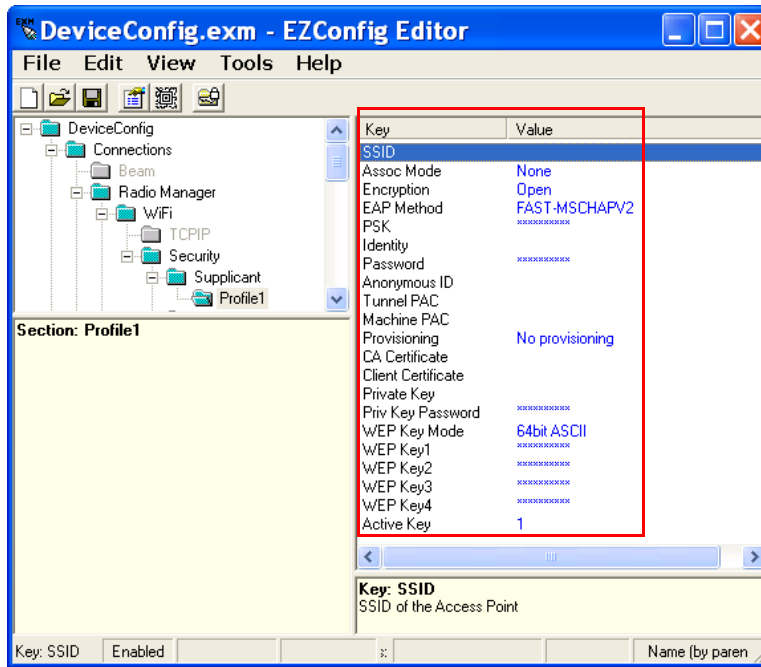 DeviceConfig.exm - EZConfig Editor
File Edit View Tools Help
DeviceConfig
Connections
Beam
Radio Manager
WiFi
TCPIP
Security
Supplicant
Profile1
Section: Profile1
Key Value
SSID
Assoc Mode None
Encryption Open
EAP Method FAST-MSCHAPV2
PSK **********
Identity
Password **********
Anonymous ID
Tunnel PAC
Machine PAC
Provisioning No provisioning
CA Certificate
Client Certificate
Private Key
Priv Key Password **********
WEP Key Mode 64bit ASCII
WEP Key1 **********
WEP Key2 **********
WEP Key3 **********
WEP Key4 **********
Active Key 1
Key: SSID
SSID of the Access Point
Key: SSID Enabled Name (by paren